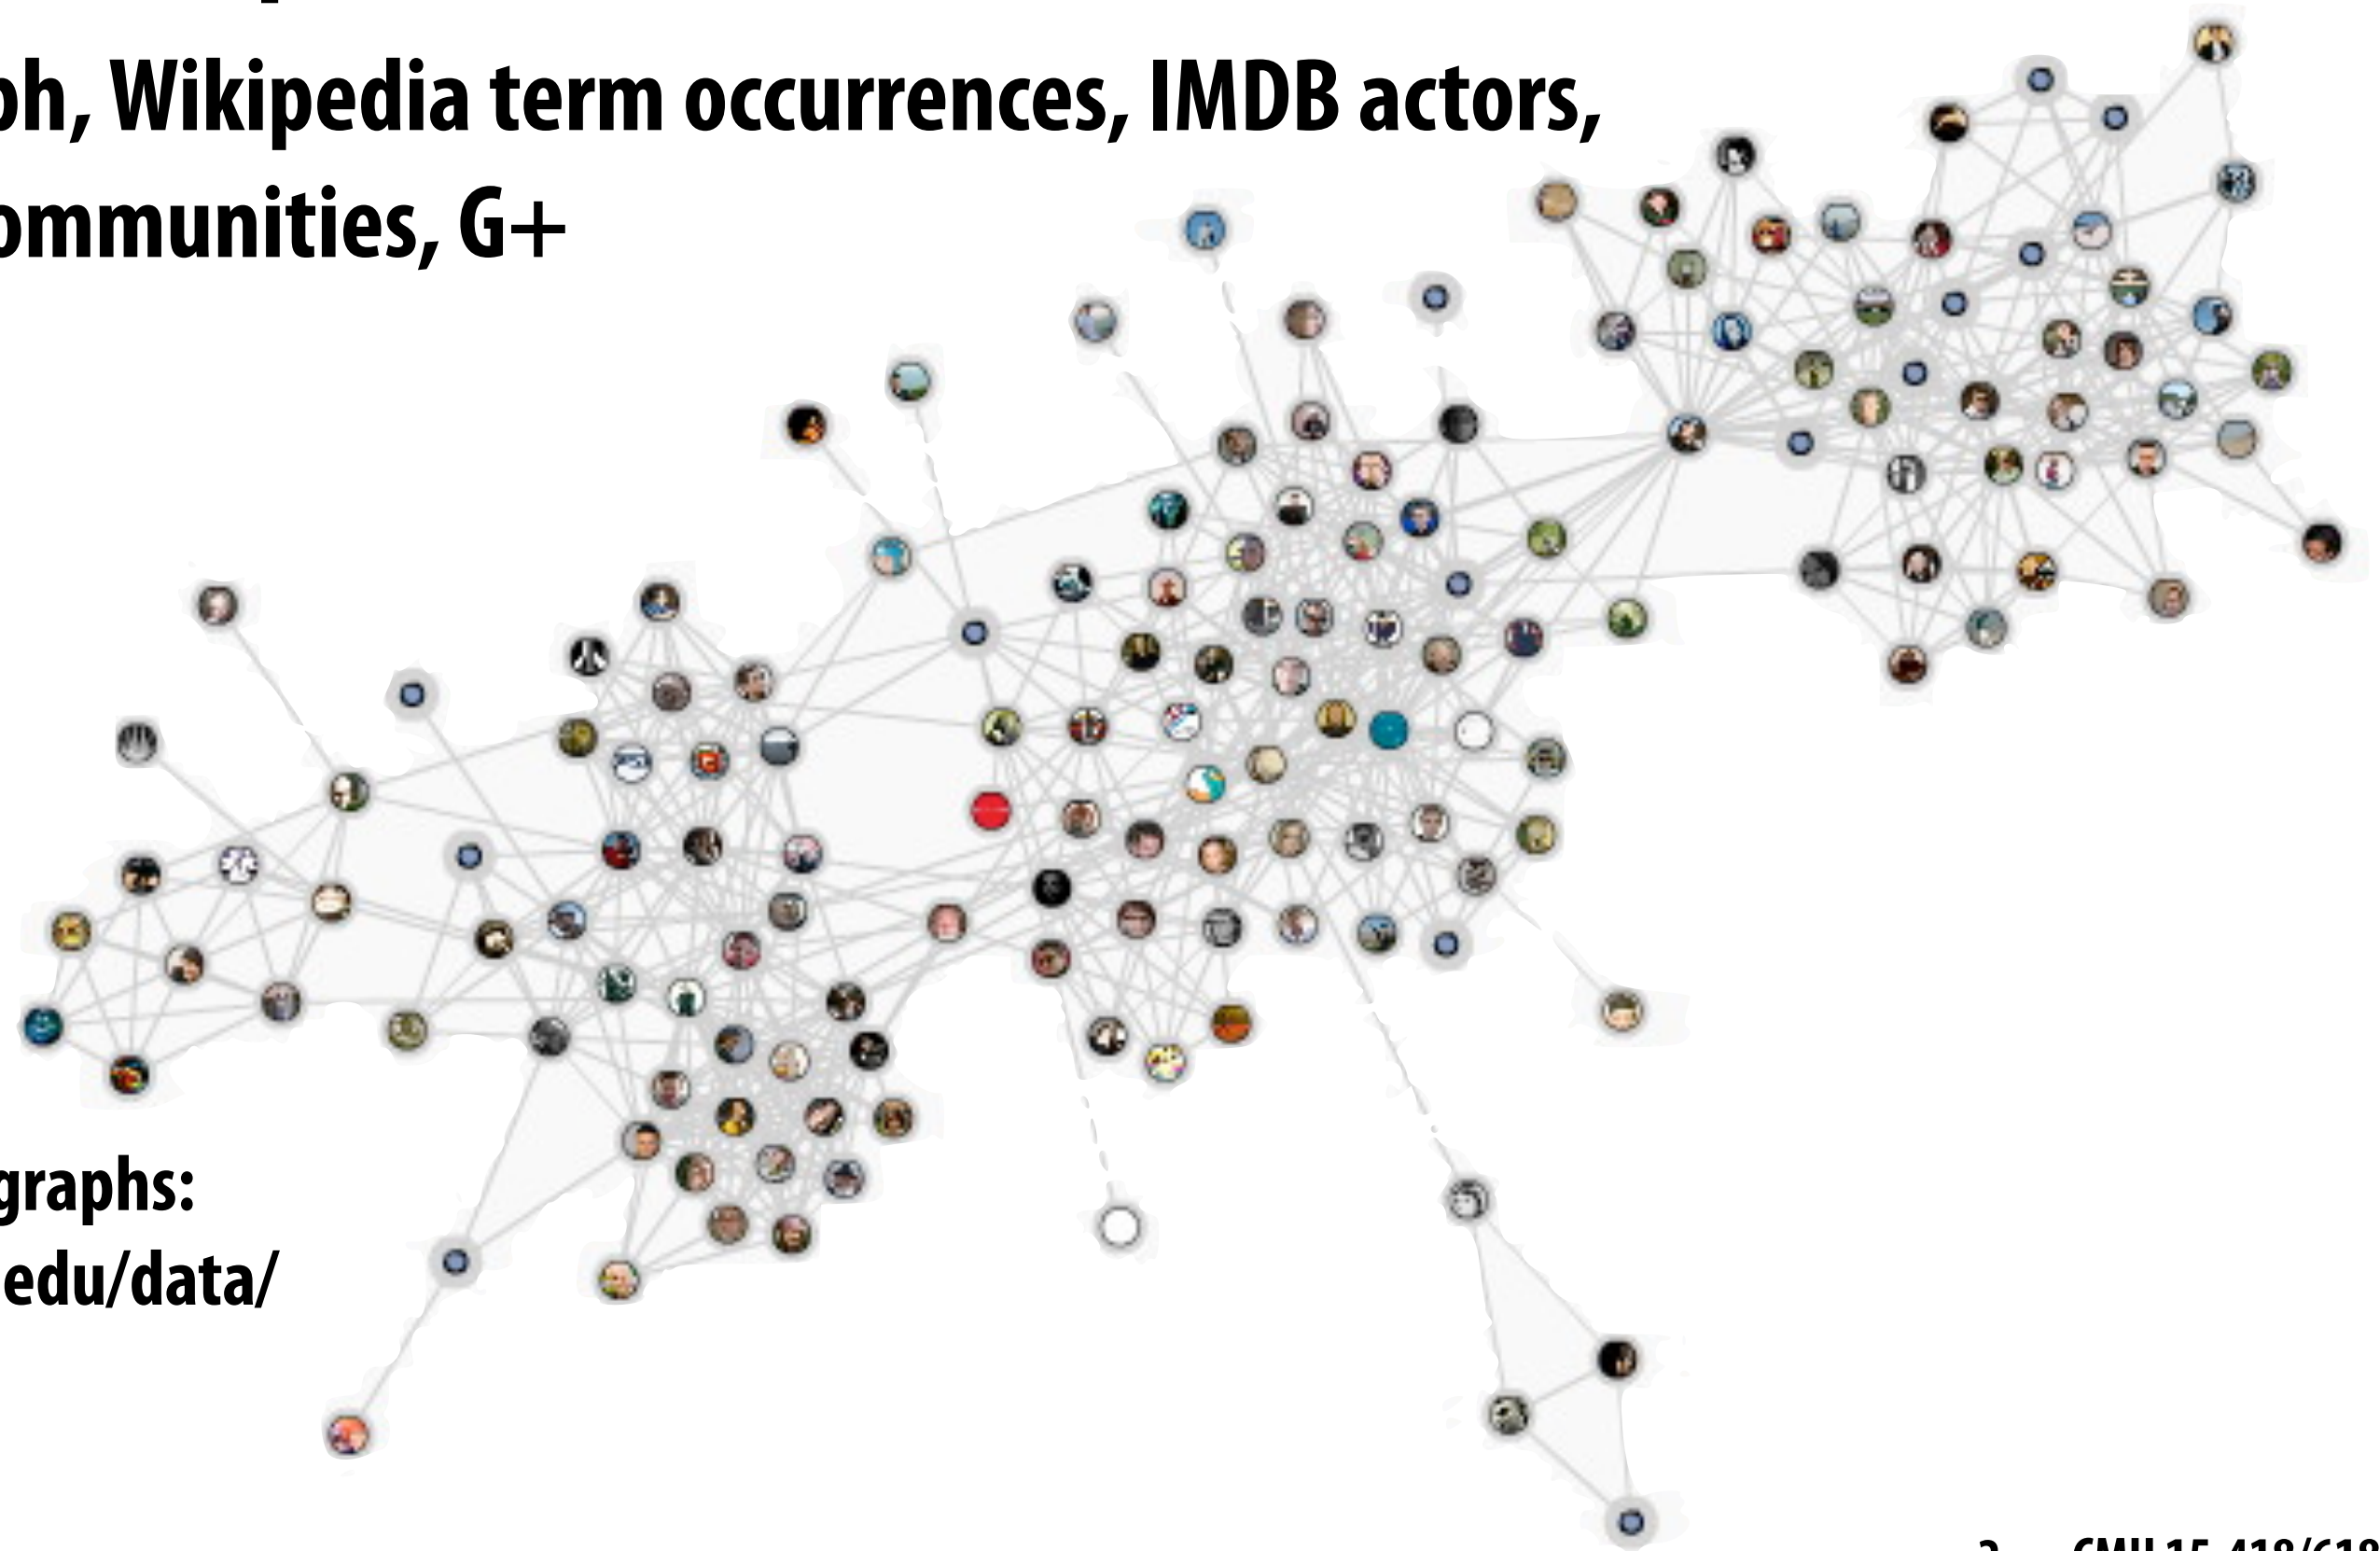 ph, Wikipedia term occurrences, IMDB actors,
ommunities, G+
graphs:
edu/data/